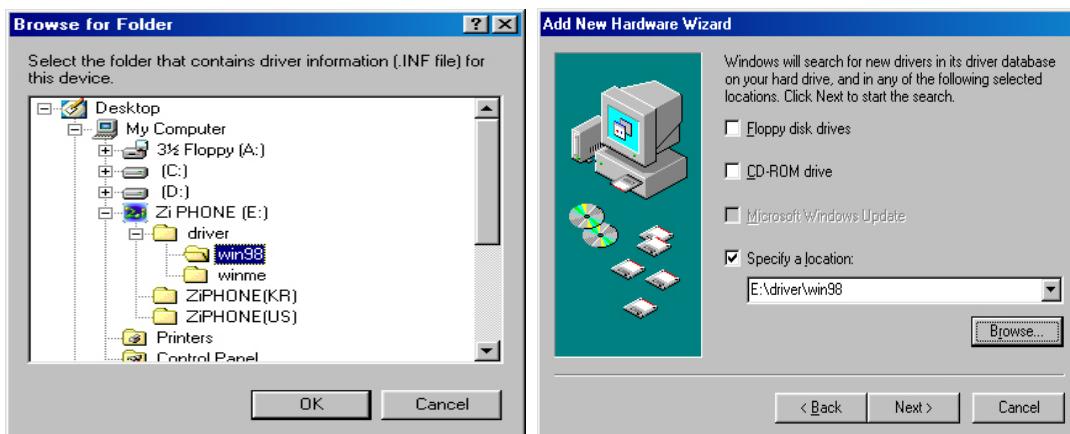 Browse for Folder
Select the folder that contains driver information (.INF file) for
this device.
Desktop
My Computer
3½ Floppy (A:)
(C:)
(D:)
Zi PHONE (E:)
driver
win98
winme
ZiPHONE(KR)
ZiPHONE(US)
Printers
Control Panel
OK
Cancel
Add New Hardware Wizard
Windows will search for new drivers in its driver database
on your hard drive, and in any of the following selected
locations. Click Next to start the search.
Floppy disk drives
CD-ROM drive
Microsoft Windows Update
Specify a location:
E:\driver\win98
Browse...
< Back
Next >
Cancel